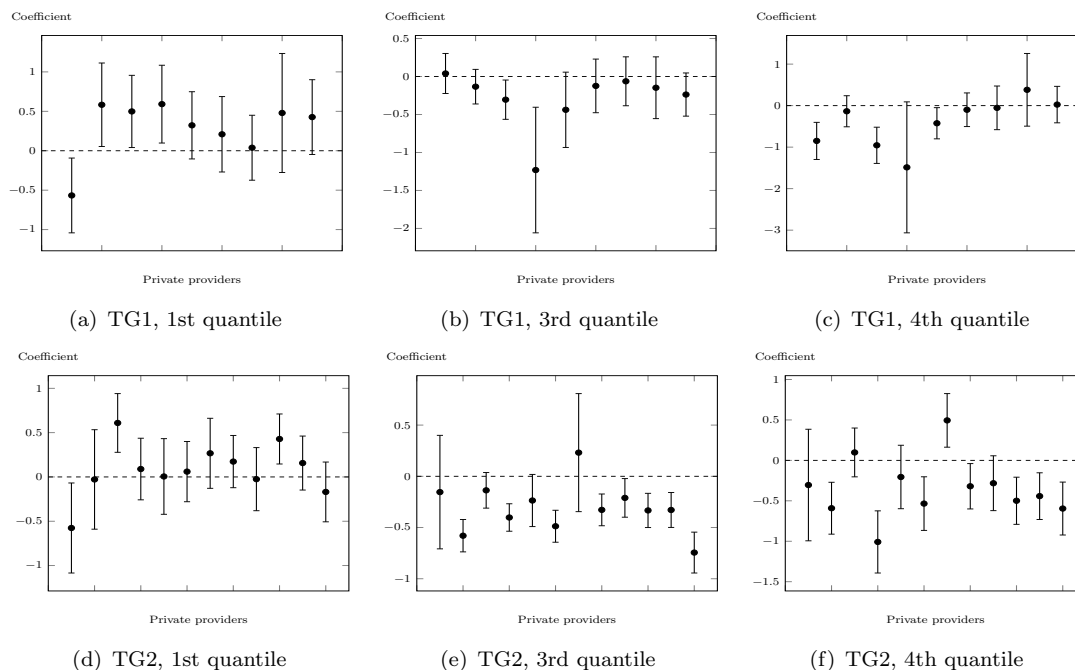 Coefficient
1
0.5
0
−0.5
−1
Private providers
(a) TG1, 1st quantile
Coefficient
0.5
0
−0.5
−1
−1.5
−2
Private providers
(b) TG1, 3rd quantile
Coefficient
1
0
−1
−2
−3
Private providers
(c) TG1, 4th quantile
Coefficient
1
0.5
0
−0.5
−1
Private providers
(d) TG2, 1st quantile
Coefficient
0.5
0
−0.5
−1
Private providers
(e) TG2, 3rd quantile
Coefficient
1
0.5
0
−0.5
−1
−1.5
Private providers
(f) TG2, 4th quantile